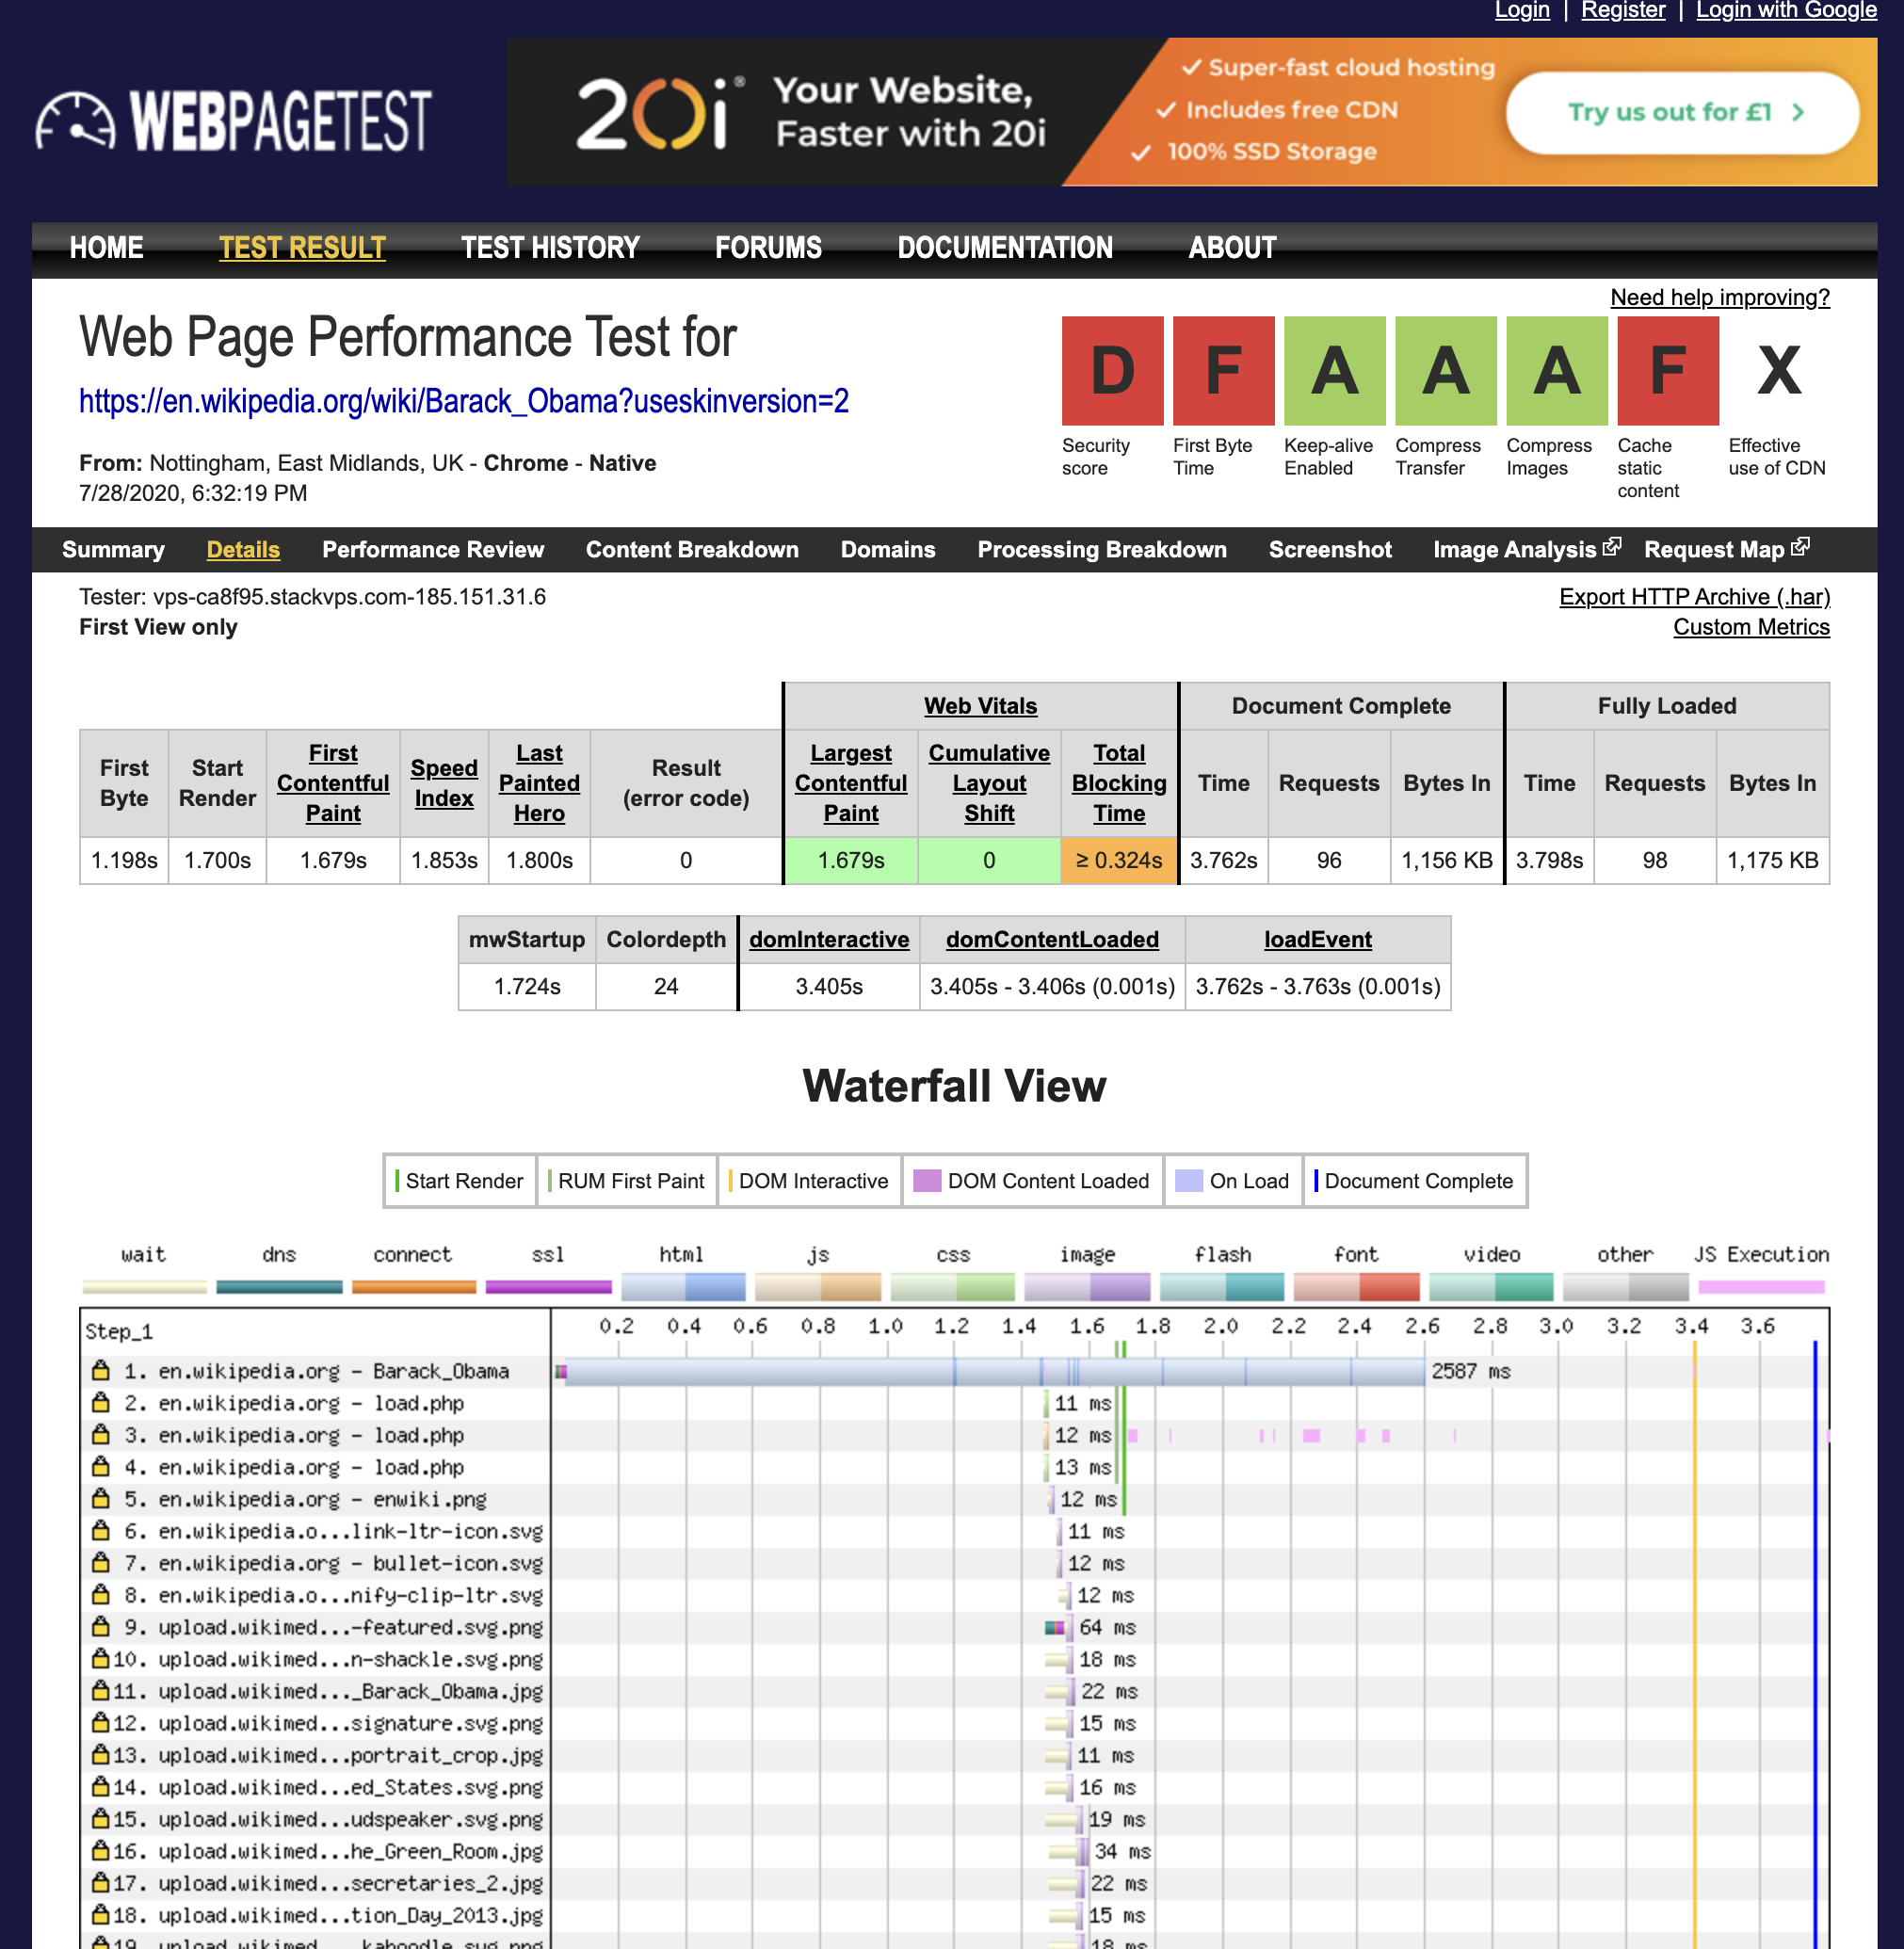 Login | Register | Login with Google
WEBPAGETEST
20i®
Your Website,
Faster with 20i
Super-fast cloud hosting
Includes free CDN
100% SSD Storage
Try us out for £1
HOME TEST RESULT TEST HISTORY FORUMS DOCUMENTATION ABOUT
Need help improving?
Web Page Performance Test for
https://en.wikipedia.org/wiki/Barack_Obama?useskinversion=2
From: Nottingham, East Midlands, UK - Chrome - Native
7/28/2020, 6:32:19 PM
D F A A A F X
Security score
First Byte Time
Keep-alive Enabled
Compress Transfer
Compress Images
Cache static content
Effective use of CDN
Summary Details Performance Review Content Breakdown Domains Processing Breakdown Screenshot Image Analysis Request Map
Tester: vps-ca8f95.stackvps.com-185.151.31.6
First View only
Export HTTP Archive (.har)
Custom Metrics
Web Vitals Document Complete Fully Loaded
First Byte Start Render First Contentful Paint Speed Index Last Painted Hero Result (error code) Largest Contentful Paint Cumulative Layout Shift Total Blocking Time Time Requests Bytes In Time Requests Bytes In
1.198s 1.700s 1.679s 1.853s 1.800s 0 1.679s 0 ≥ 0.324s 3.762s 96 1,156 KB 3.798s 98 1,175 KB
mwStartup Colordepth domInteractive domContentLoaded loadEvent
1.724s 24 3.405s 3.405s - 3.406s (0.001s) 3.762s - 3.763s (0.001s)
Waterfall View
Start Render RUM First Paint DOM Interactive DOM Content Loaded On Load Document Complete
wait dns connect ssl html js css image flash font video other JS Execution
Step_1 0.2 0.4 0.6 0.8 1.0 1.2 1.4 1.6 1.8 2.0 2.2 2.4 2.6 2.8 3.0 3.2 3.4 3.6
1. en.wikipedia.org - Barack_Obama 2587 ms
2. en.wikipedia.org - load.php 11 ms
3. en.wikipedia.org - load.php 12 ms
4. en.wikipedia.org - load.php 13 ms
5. en.wikipedia.org - enwiki.png 12 ms
6. en.wikipedia.o...link-ltr-icon.svg 11 ms
7. en.wikipedia.org - bullet-icon.svg 12 ms
8. en.wikipedia.o...nify-clip-ltr.svg 12 ms
9. upload.wikimed...-featured.svg.png 64 ms
10. upload.wikimed...n-shackle.svg.png 18 ms
11. upload.wikimed..._Barack_Obama.jpg 22 ms
12. upload.wikimed...signature.svg.png 15 ms
13. upload.wikimed...portrait_crop.jpg 11 ms
14. upload.wikimed...ed_States.svg.png 16 ms
15. upload.wikimed...udspeaker.svg.png 19 ms
16. upload.wikimed...he_Green_Room.jpg 34 ms
17. upload.wikimed...secretaries_2.jpg 22 ms
18. upload.wikimed...tion_Day_2013.jpg 15 ms
19. upload.wikimed... kaboodle.svg.png 18 ms